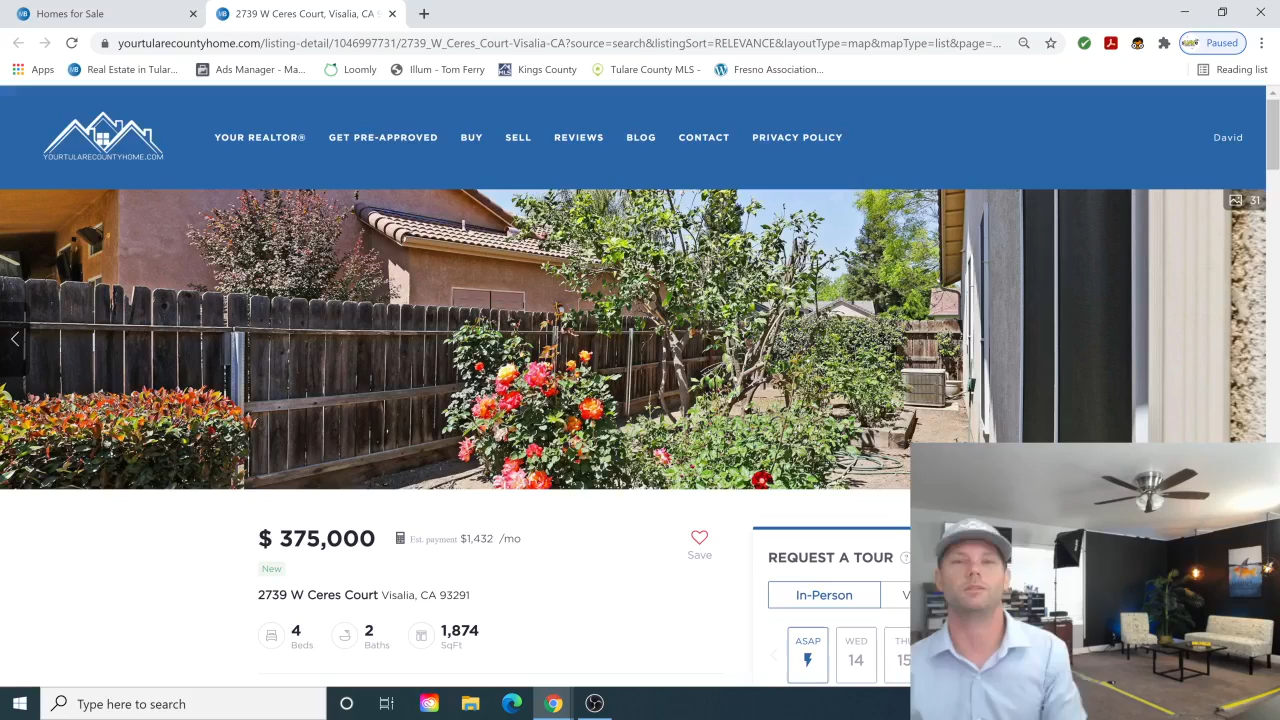 Homes for Sale
2739 W Ceres Court, Visalia, CA 9
yourtularecountyhome.com/listing-detail/1046997731/2739_W_Ceres_Court_Visalia-CA?source=search&listingSort=RELEVANCE&layoutType=map&mapType=list&page=...
Paused
Apps
Real Estate in Tular...
Ads Manager - Ma...
Loomly
Illum - Tom Ferry
Kings County
Tulare County MLS -
Fresno Association...
Reading list
YOURTULARECOUNTYHOME.COM
YOUR REALTOR® GET PRE-APPROVED BUY SELL REVIEWS BLOG CONTACT PRIVACY POLICY
David
31
$ 375,000
Est. payment $1,432 /mo
Save
New
2739 W Ceres Court Visalia, CA 93291
4
Beds
2
Baths
1,874
SqFt
REQUEST A TOUR ?
In-Person
V
ASAP
WED
14
THU
15
Type here to search